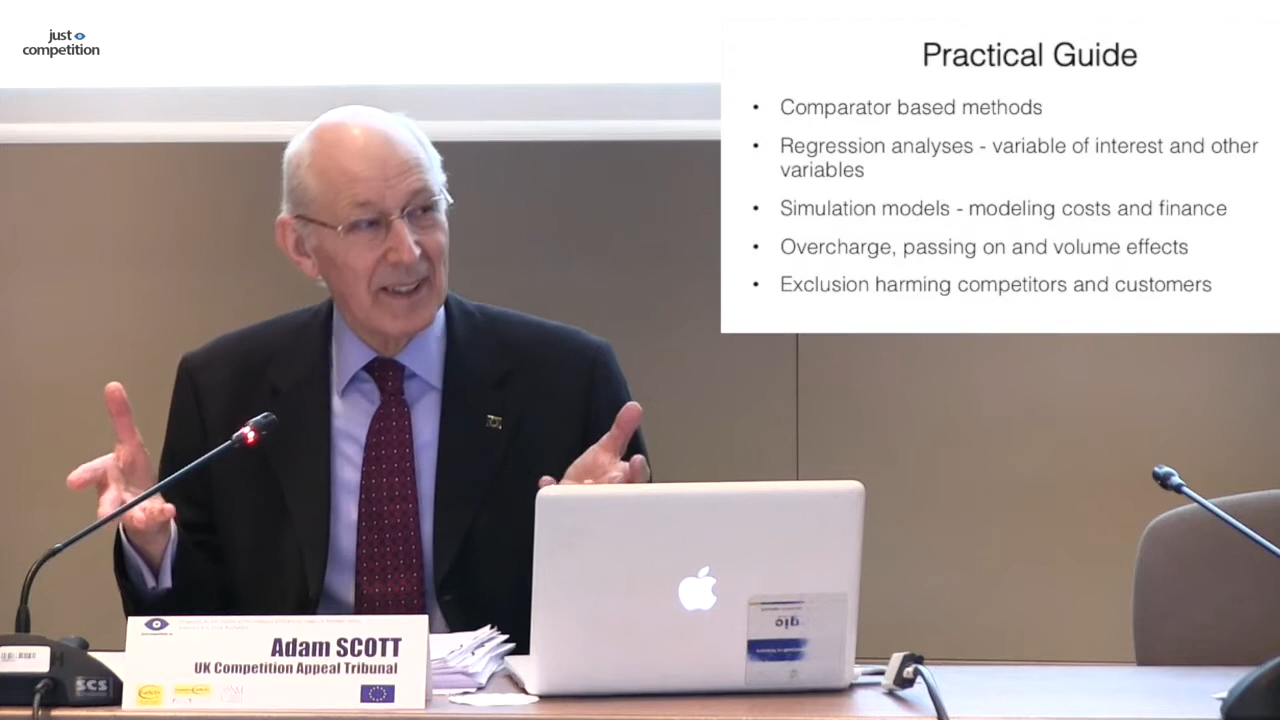 just
competition
Practical Guide
• Comparator based methods
• Regression analyses - variable of interest and other
variables
• Simulation models - modeling costs and finance
• Overcharge, passing on and volume effects
• Exclusion harming competitors and customers
Adam SCOTT
UK Competition Appeal Tribunal
scs